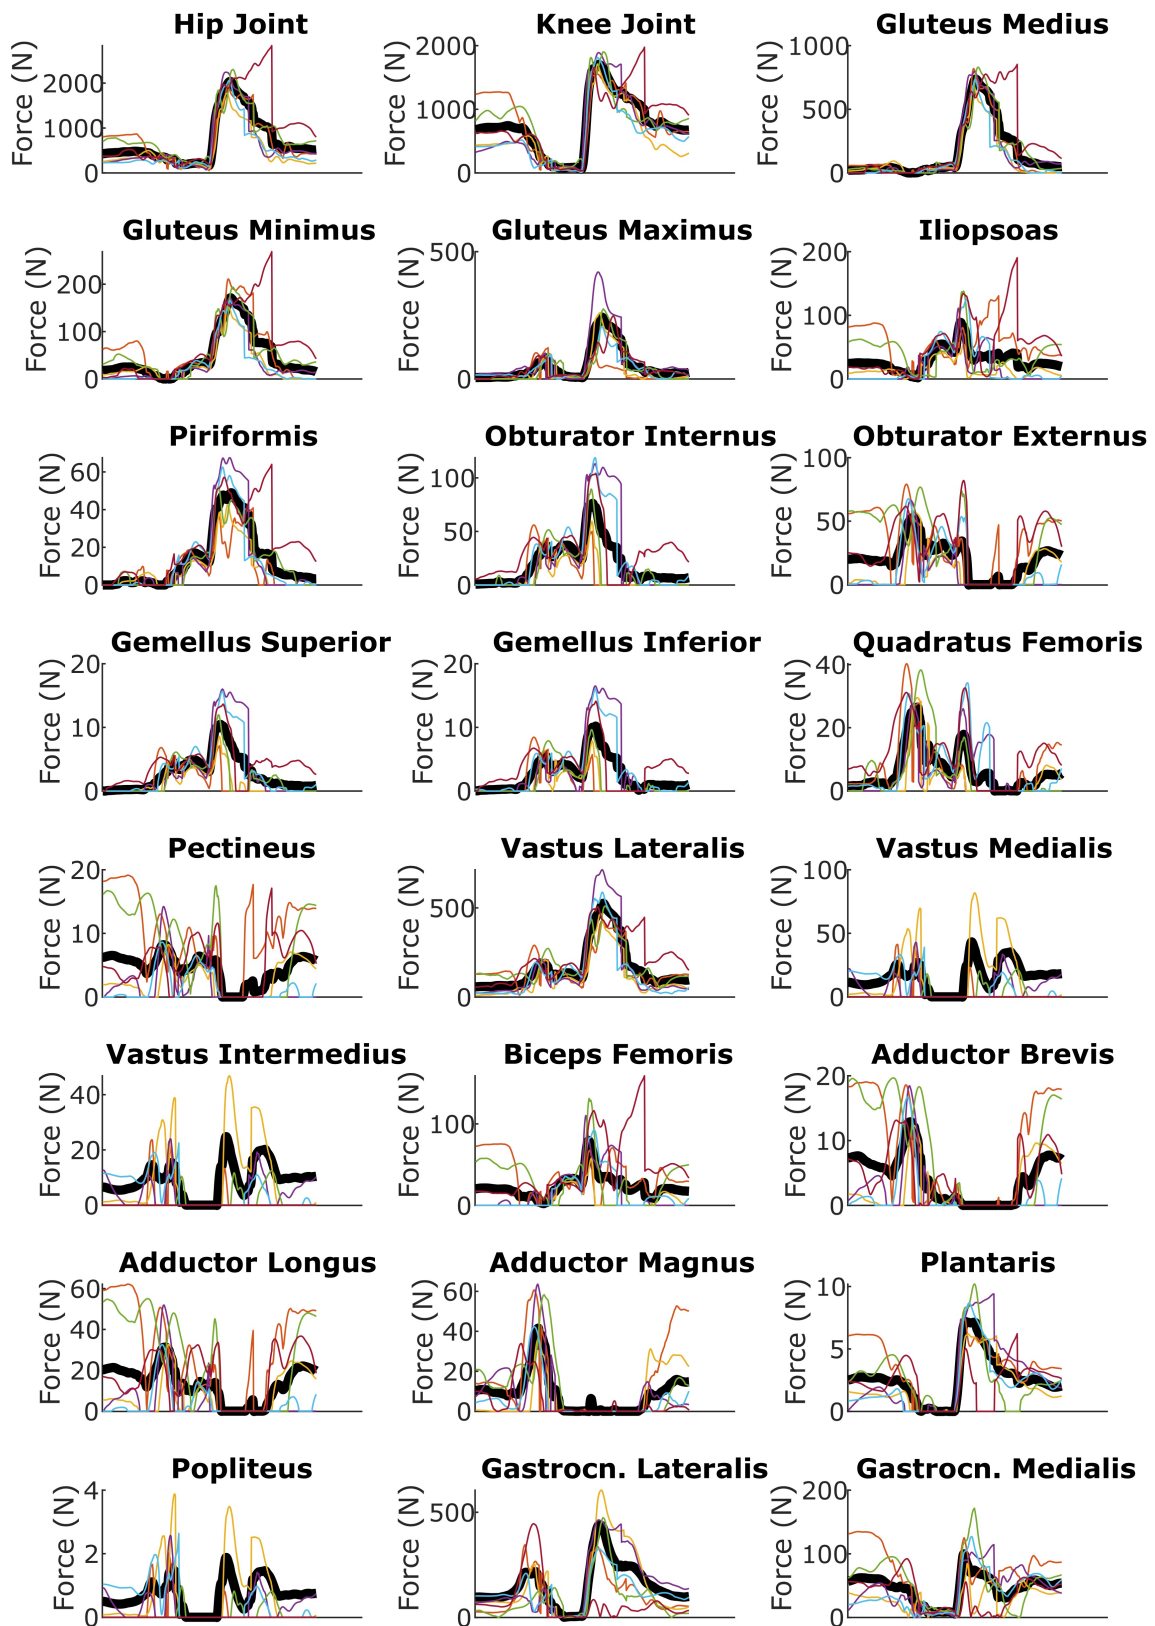 Hip Joint Knee Joint Gluteus Medius
Force (N) 2000 1000 0 Force (N) 2000 1000 0 Force (N) 1000 500 0
Gluteus Minimus Gluteus Maximus Iliopsoas
Force (N) 200 100 0 Force (N) 500 0 Force (N) 200 100 0
Piriformis Obturator Internus Obturator Externus
Force (N) 60 40 20 0 Force (N) 100 50 0 Force (N) 100 50 0
Gemellus Superior Gemellus Inferior Quadratus Femoris
Force (N) 20 10 0 Force (N) 20 10 0 Force (N) 40 20 0
Pectineus Vastus Lateralis Vastus Medialis
Force (N) 20 10 0 Force (N) 500 0 Force (N) 100 50 0
Vastus Intermedius Biceps Femoris Adductor Brevis
Force (N) 40 20 0 Force (N) 100 0 Force (N) 20 10 0
Adductor Longus Adductor Magnus Plantaris
Force (N) 60 40 20 0 Force (N) 60 40 20 0 Force (N) 10 5 0
Popliteus Gastrocn. Lateralis Gastrocn. Medialis
Force (N) 4 2 0 Force (N) 500 0 Force (N) 200 100 0